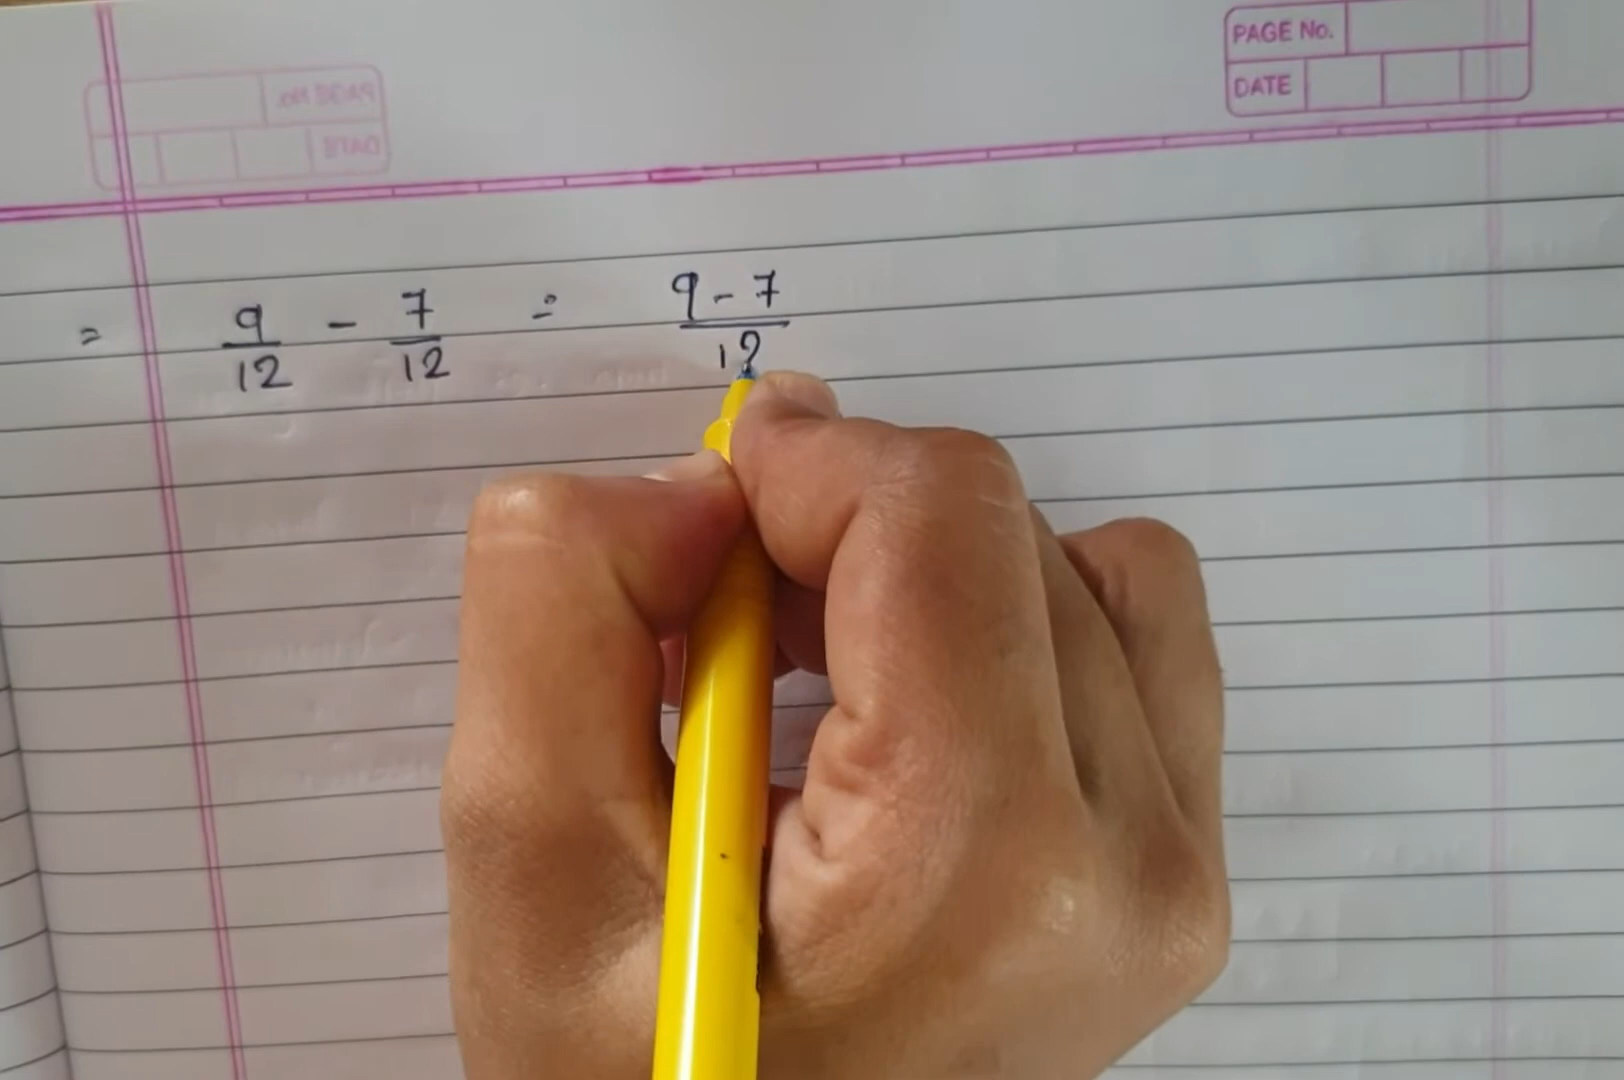 PAGE No.
DATE
= 9/12 - 7/12 = 9-7/12